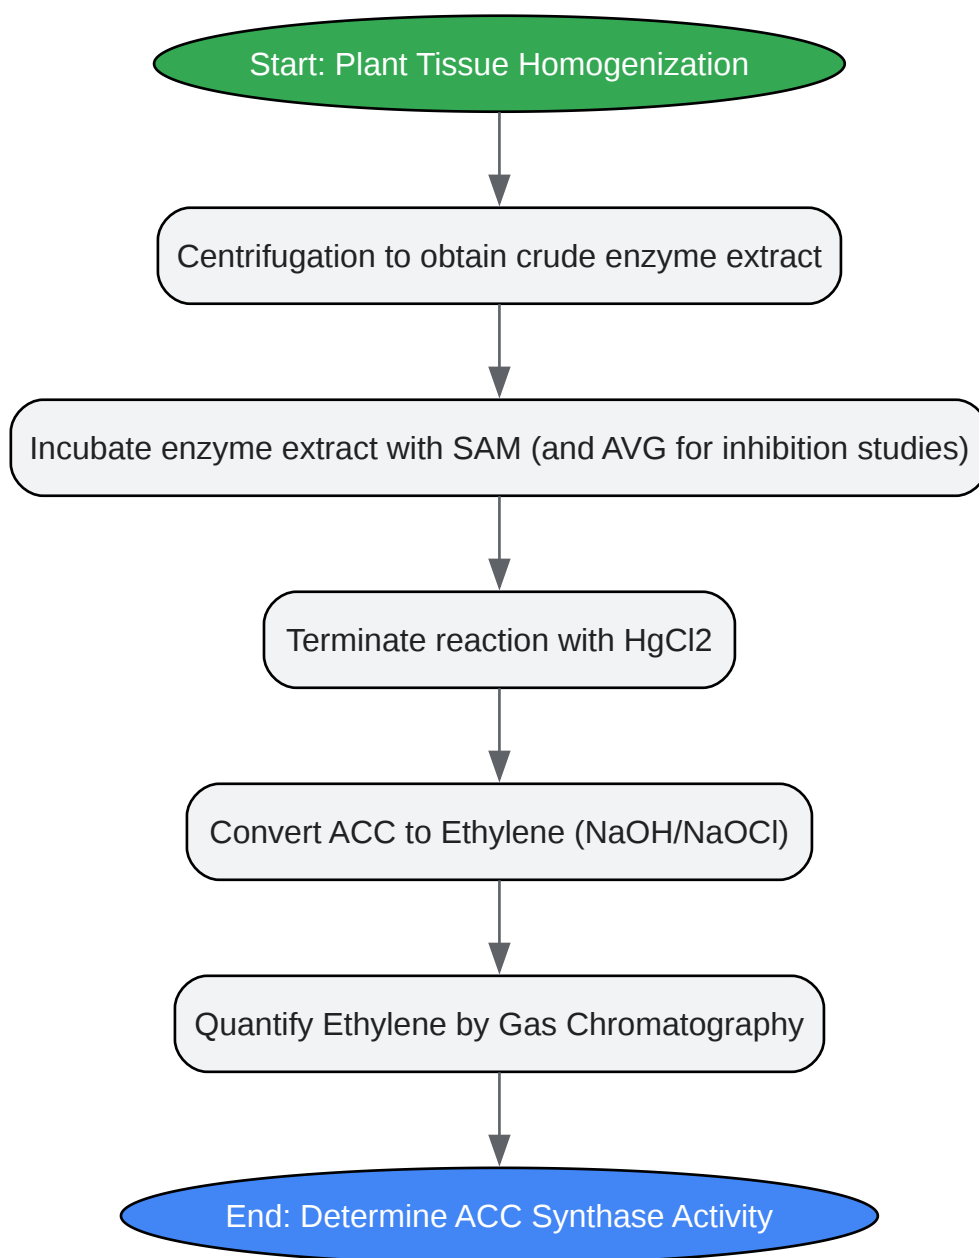 Start: Plant Tissue Homogenization
Centrifugation to obtain crude enzyme extract
Incubate enzyme extract with SAM (and AVG for inhibition studies)
Terminate reaction with HgCl2
Convert ACC to Ethylene (NaOH/NaOCl)
Quantify Ethylene by Gas Chromatography
End: Determine ACC Synthase Activity